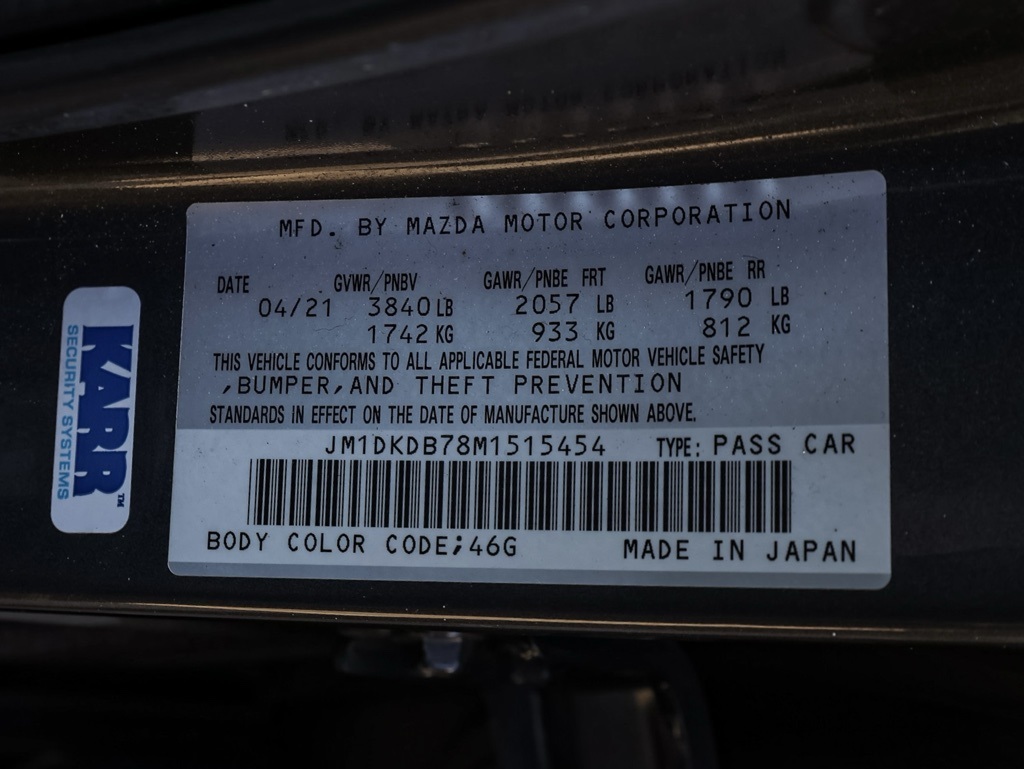 MFD. BY MAZDA MOTOR CORPORATION
DATE GVWR/PNBV GAWR/PNBE FRT GAWR/PNBE RR
04/21 3840 LB 2057 LB 1790 LB
1742 KG 933 KG 812 KG
THIS VEHICLE CONFORMS TO ALL APPLICABLE FEDERAL MOTOR VEHICLE SAFETY
,BUMPER,AND THEFT PREVENTION
STANDARDS IN EFFECT ON THE DATE OF MANUFACTURE SHOWN ABOVE.
JM1DKDB78M1515454 TYPE: PASS CAR
BODY COLOR CODE;46G MADE IN JAPAN
KARR™
SECURITY SYSTEMS